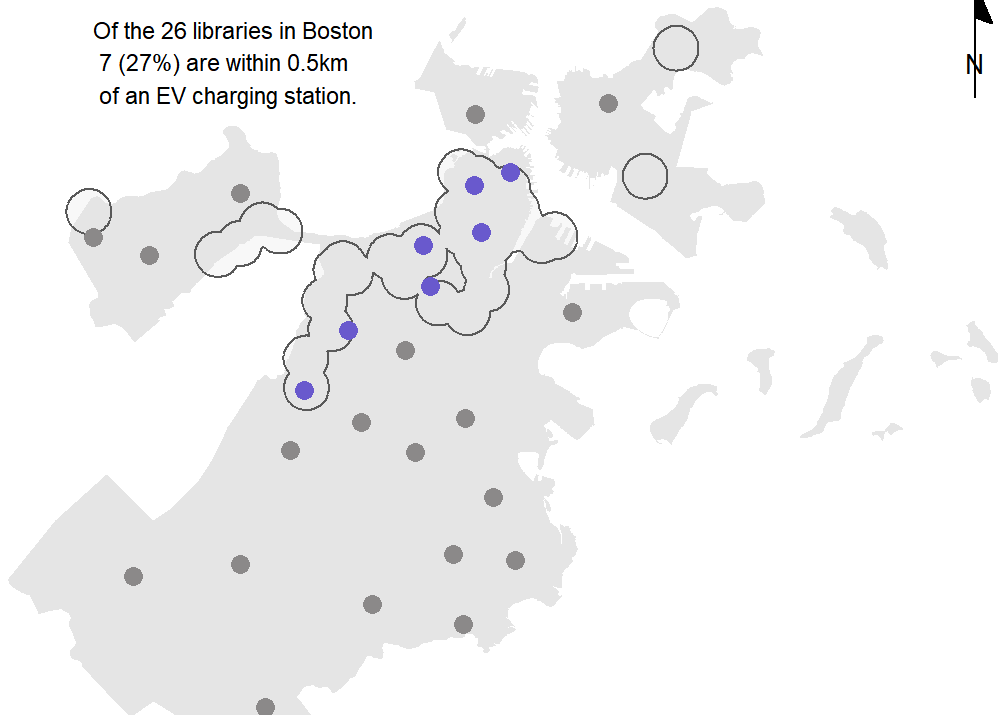 Of the 26 libraries in Boston
7 (27%) are within 0.5km
of an EV charging station.
N